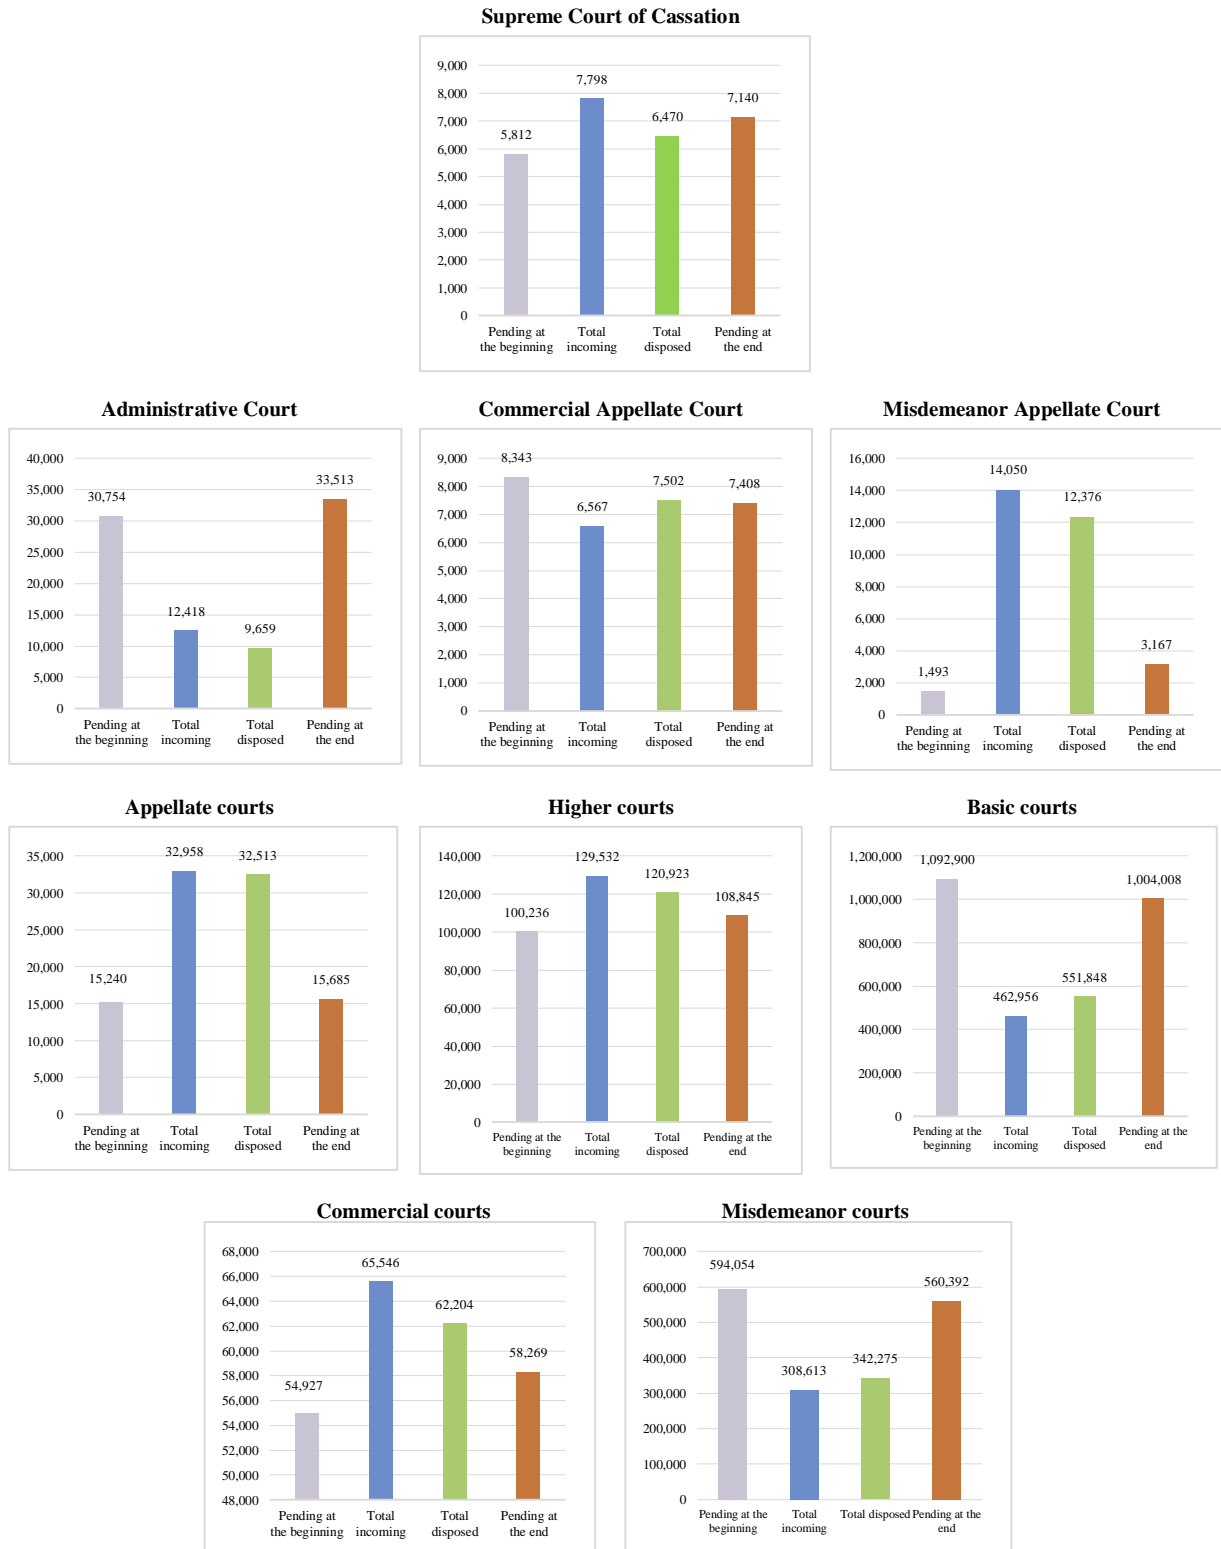 Supreme Court of Cassation
9,000
8,000
7,000
6,000
5,000
4,000
3,000
2,000
1,000
0
5,812
7,798
6,470
7,140
Pending at
the beginning
Total
incoming
Total
disposed
Pending at
the end
Administrative Court
40,000
35,000
30,000
25,000
20,000
15,000
10,000
5,000
0
30,754
12,418
9,659
33,513
Pending at
the beginning
Total
incoming
Total
disposed
Pending at
the end
Commercial Appellate Court
9,000
8,000
7,000
6,000
5,000
4,000
3,000
2,000
1,000
0
8,343
6,567
7,502
7,408
Pending at
the beginning
Total
incoming
Total
disposed
Pending at
the end
Misdemeanor Appellate Court
16,000
14,000
12,000
10,000
8,000
6,000
4,000
2,000
0
1,493
14,050
12,376
3,167
Pending at
the beginning
Total
incoming
Total
disposed
Pending at
the end
Appellate courts
35,000
30,000
25,000
20,000
15,000
10,000
5,000
0
15,240
32,958
32,513
15,685
Pending at
the beginning
Total
incoming
Total
disposed
Pending at
the end
Higher courts
140,000
120,000
100,000
80,000
60,000
40,000
20,000
0
100,236
129,532
120,923
108,845
Pending at the
beginning
Total
incoming
Total
disposed
Pending at the
end
Basic courts
1,200,000
1,000,000
800,000
600,000
400,000
200,000
0
1,092,900
462,956
551,848
1,004,008
Pending at the
beginning
Total
incoming
Total
disposed
Pending at the
end
Commercial courts
68,000
66,000
64,000
62,000
60,000
58,000
56,000
54,000
52,000
50,000
48,000
54,927
65,546
62,204
58,269
Pending at
the beginning
Total
incoming
Total
disposed
Pending at
the end
Misdemeanor courts
700,000
600,000
500,000
400,000
300,000
200,000
100,000
0
594,054
308,613
342,275
560,392
Pending at the
beginning
Total
incoming
Total disposed
Pending at the
end